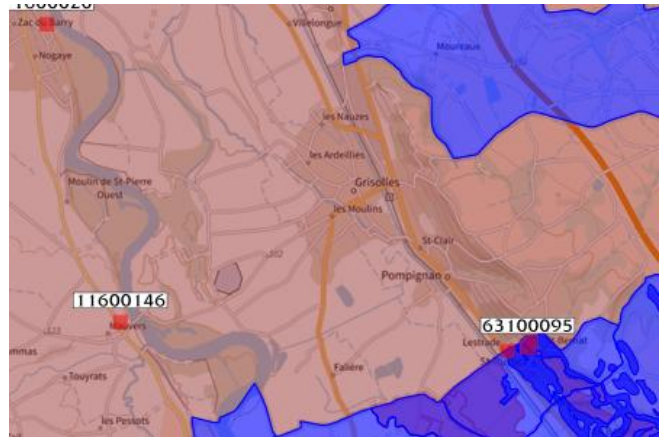 Zac du Barry
Villelongue
Nogaye
Moureaux
les Nauzes
les Ardeillies
Moulin de St-Pierre
Ouest
Grisolles
les Moulins
St-Clair
Pompignan
11600146
Mauvers
63100095
Lestrade
Fallère
Touyrats
les Pessots